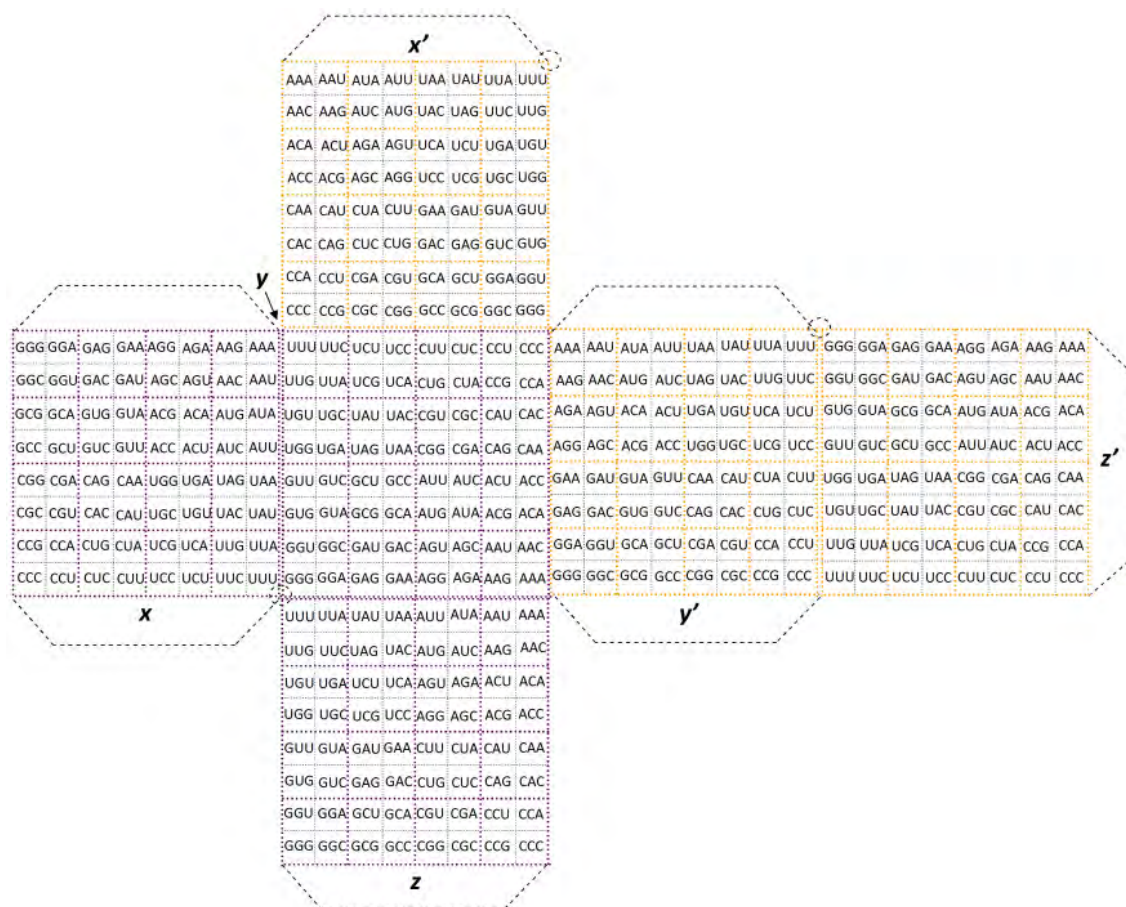 x’
AAA AAU AUA AUU UAA UAU UUA UUU
AAC AAG AUC AUG UAC UAG UUC UUG
ACA ACU AGA AGU UCA UCU UGA UGU
ACC ACG AGC AGG UCC UCG UGC UGG
CAA CAU CUA CUU GAA GAU GUA GUU
CAC CAG CUC CUG GAC GAG GUC GUG
CCA CCU CGA CGU GCA GCU GGA GGU
CCC CCG CGC CGG GCC GCG GGC GGG
y
GGG GGA GAG GAA AGG AGA AAG AAA UUU UUC UCU UCC CUU CUC CCU CCC AAA AAU AUA AUU UAA UAU UUA UUU GGG GGA GAG GAA AGG AGA AAG AAA
GGC GGU GAC GAU AGC AGU AAC AAU UUG UUA UCG UCA CUG CUA CCG CCA AAG AAC AUG AUC UAG UAC UUG UUC GGU GGC GAU GAC AGU AGC AAU AAC
GCG GCA GUG GUA ACG ACA AUG AUA UGU UGC UAU UAC CGU CGC CAU CAC AGA AGU ACA ACU UGA UGU UCA UCU GUG GUA GCG GCA AUG AUA ACG ACA
GCC GCU GUC GUU ACC ACU AUC AUU UGG UGA UAG UAA CGG CGA CAG CAA AGG AGC ACG ACC UGG UGC UCG UCC GUU GUC GCU GCC AUU AUC ACU ACC
CGG CGA CAG CAA UGG UGA UAG UAA GUU GUC GCU GCC AUU AUC ACU ACC GAA GAU GUA GUU CAA CAU CUA CUU UGG UGA UAG UAA CGG CGA CAG CAA
CGC CGU CAC CAU UGC UGU UAC UAU GUG GUA GCG GCA AUG AUA ACG ACA GAG GAC GUG GUC CAG CAC CUG CUC UGU UGC UAU UAC CGU CGC CAU CAC
CCG CCA CUG CUA UCG UCA UUG UUA GGU GGC GAU GAC AGU AGC AAU AAC GGA GGU GCA GCU CGA CGU CCA CCU UUG UUA UCG UCA CUG CUA CCG CCA
CCC CCU CUC CUU UCC UCU UUC UUU GGG GGA GAG GAA AGG AGA AAG AAA GGG GGC GCG GCC CGG CGC CCG CCC UUU UUC UCU UCC CUU CUC CCU CCC
z’
x
y’
UUU UUA UAU UAA AUU AUA AAU AAA
UUG UUC UAG UAC AUG AUC AAG AAC
UGU UGA UCU UCA AGU AGA ACU ACA
UGG UGC UCG UCC AGG AGC ACG ACC
GUU GUA GAU GAA CUU CUA CAU CAA
GUG GUC GAG GAC CUG CUC CAG CAC
GGU GGA GCU GCA CGU CGA CCU CCA
GGG GGC GCG GCC CGG CGC CCG CCC
z